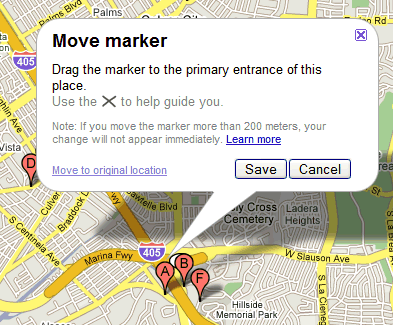 Move marker
Drag the marker to the primary entrance of this
place.
Use the X to help guide you.
Note: If you move the marker more than 200 meters, your
change will not appear immediately. Learn more
Move to original location
Save
Cancel
405
Vista
D
Culver
Braddock
Sawtelle Blvd
S Centinela Ave
Cross
Cemetery
Ladera
Heights
405
Marina Fwy
W Slauson Ave
A
B
F
Hillside
Memorial Park
S La Cienega